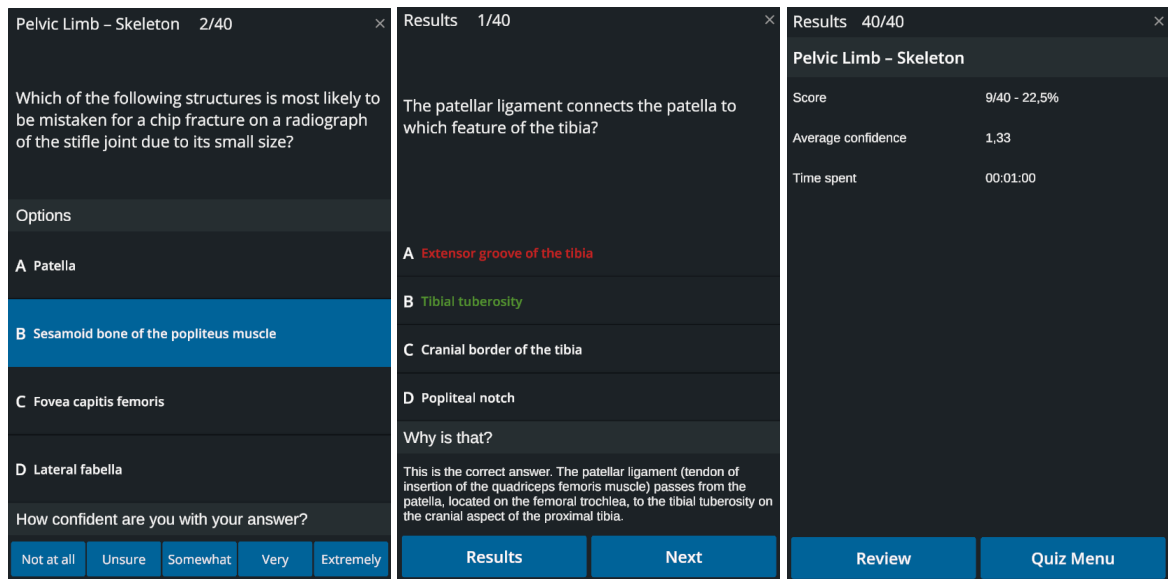 Pelvic Limb – Skeleton 2/40 ×
Which of the following structures is most likely to
be mistaken for a chip fracture on a radiograph
of the stifle joint due to its small size?
Options
A Patella
B Sesamoid bone of the popliteus muscle
C Fovea capitis femoris
D Lateral fabella
How confident are you with your answer?
Not at all Unsure Somewhat Very Extremely
Results 1/40 ×
The patellar ligament connects the patella to
which feature of the tibia?
A Extensor groove of the tibia
B Tibial tuberosity
C Cranial border of the tibia
D Popliteal notch
Why is that?
This is the correct answer. The patellar ligament (tendon of
insertion of the quadriceps femoris muscle) passes from the
patella, located on the femoral trochlea, to the tibial tuberosity on
the cranial aspect of the proximal tibia.
Results Next
Results 40/40 ×
Pelvic Limb – Skeleton
Score 9/40 - 22,5%
Average confidence 1,33
Time spent 00:01:00
Review Quiz Menu